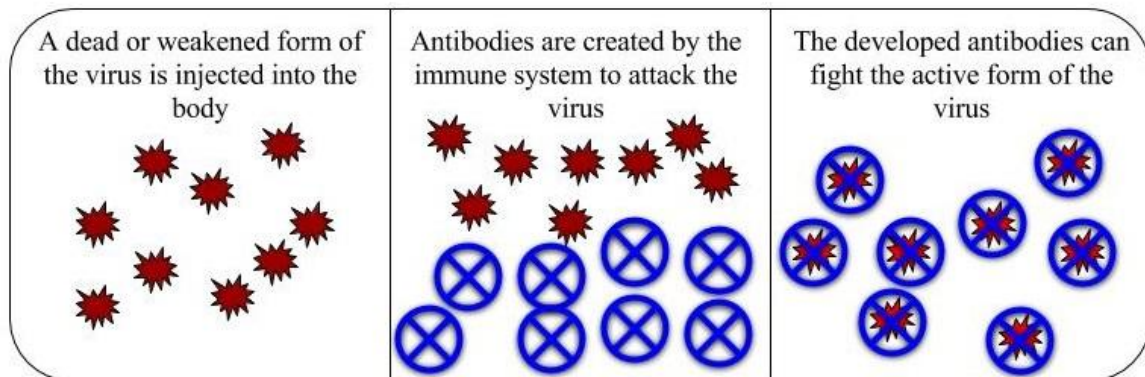 A dead or weakened form of
the virus is injected into the
body
Antibodies are created by the
immune system to attack the
virus
The developed antibodies can
fight the active form of the
virus